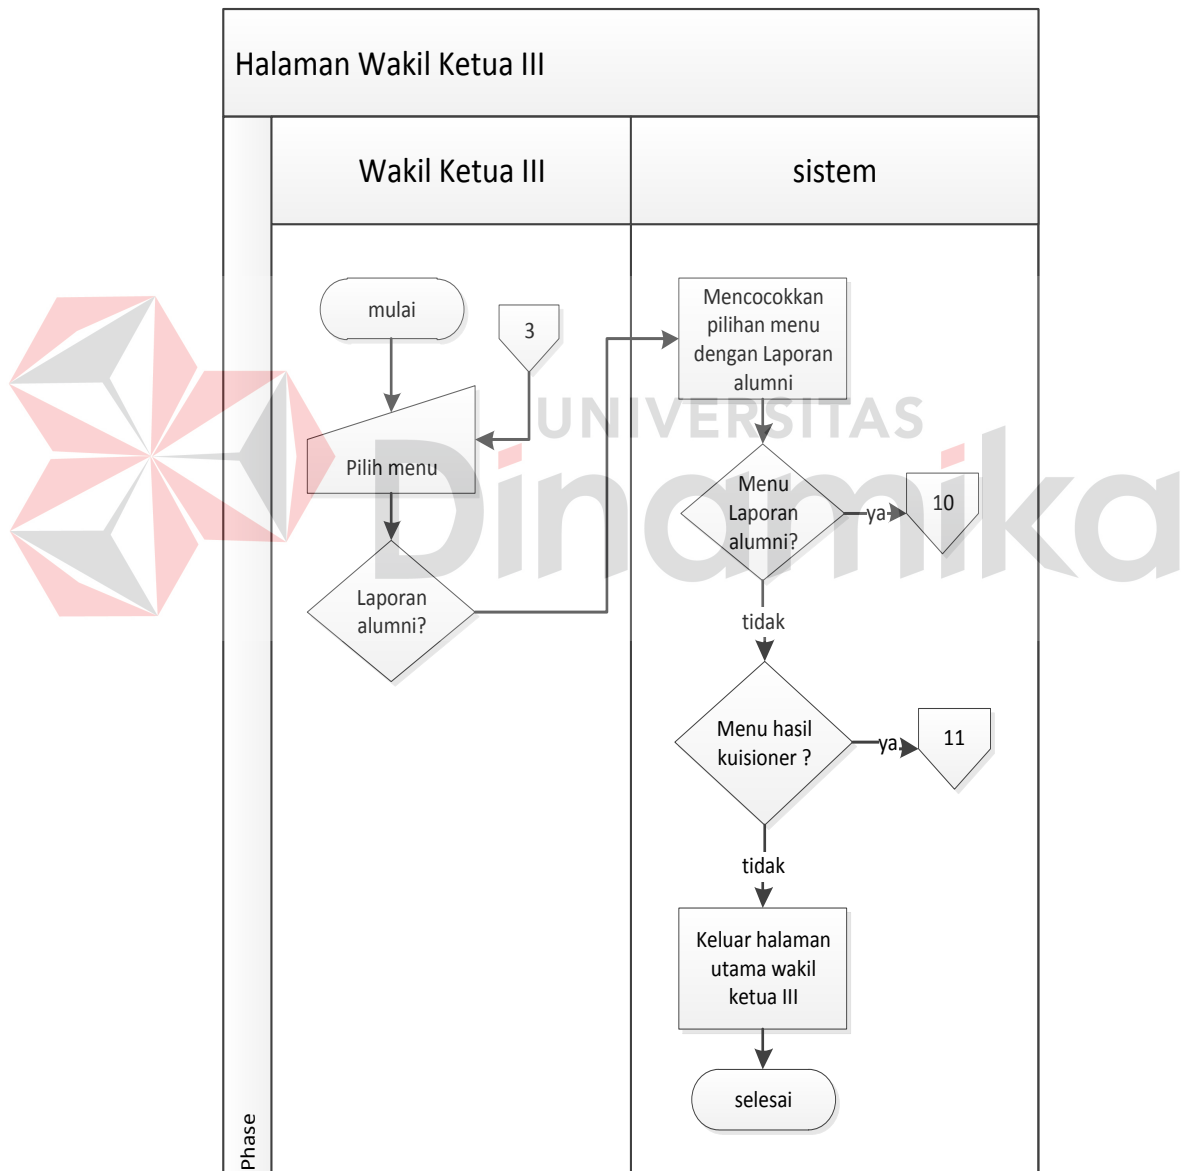 Halaman Wakil Ketua III
Wakil Ketua III
sistem
mulai
3
Pilih menu
Laporan
alumni?
Mencocokkan
pilihan menu
dengan Laporan
alumni
Menu
Laporan
alumni?
ya
10
tidak
Menu hasil
kuisioner ?
ya
11
tidak
Keluar halaman
utama wakil
ketua III
selesai
Phase
UNIVERSITAS
Dinamika